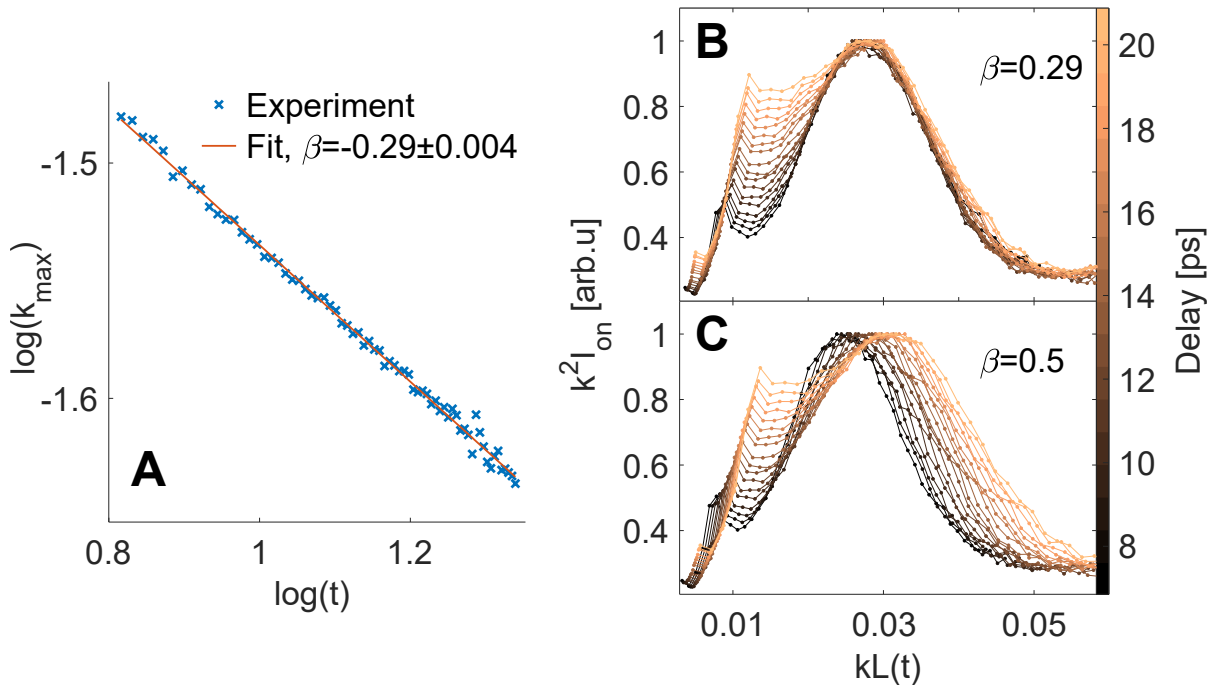 A
Experiment
Fit, β=-0.29±0.004
-1.5
-1.6
0.8
1
1.2
log(k_max)
log(t)
B
β=0.29
1
0.8
0.6
0.4
C
β=0.5
1
0.8
0.6
0.4
k²I_on [arb.u]
0.01
0.03
0.05
kL(t)
20
18
16
14
12
10
8
Delay [ps]